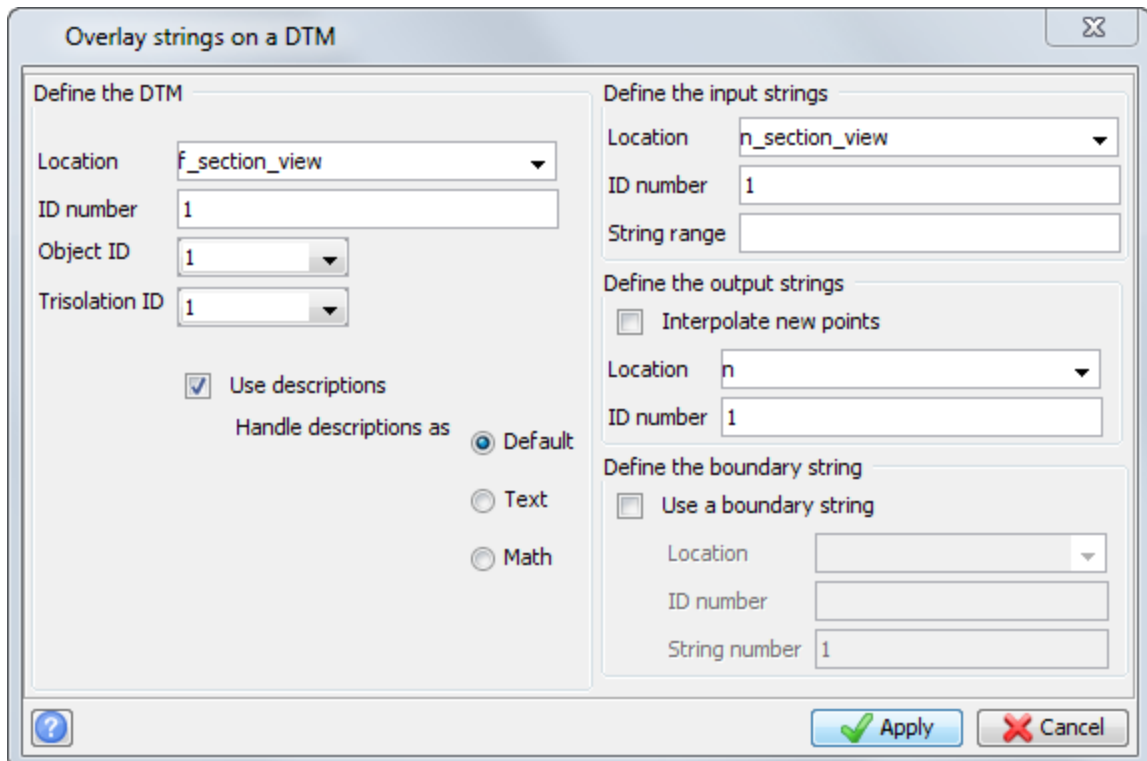 Overlay strings on a DTM
Define the DTM
Location f_section_view
ID number 1
Object ID 1
Trisolation ID 1
Use descriptions
Handle descriptions as
Default
Text
Math
Define the input strings
Location n_section_view
ID number 1
String range
Define the output strings
Interpolate new points
Location n
ID number 1
Define the boundary string
Use a boundary string
Location
ID number
String number 1
? Apply Cancel